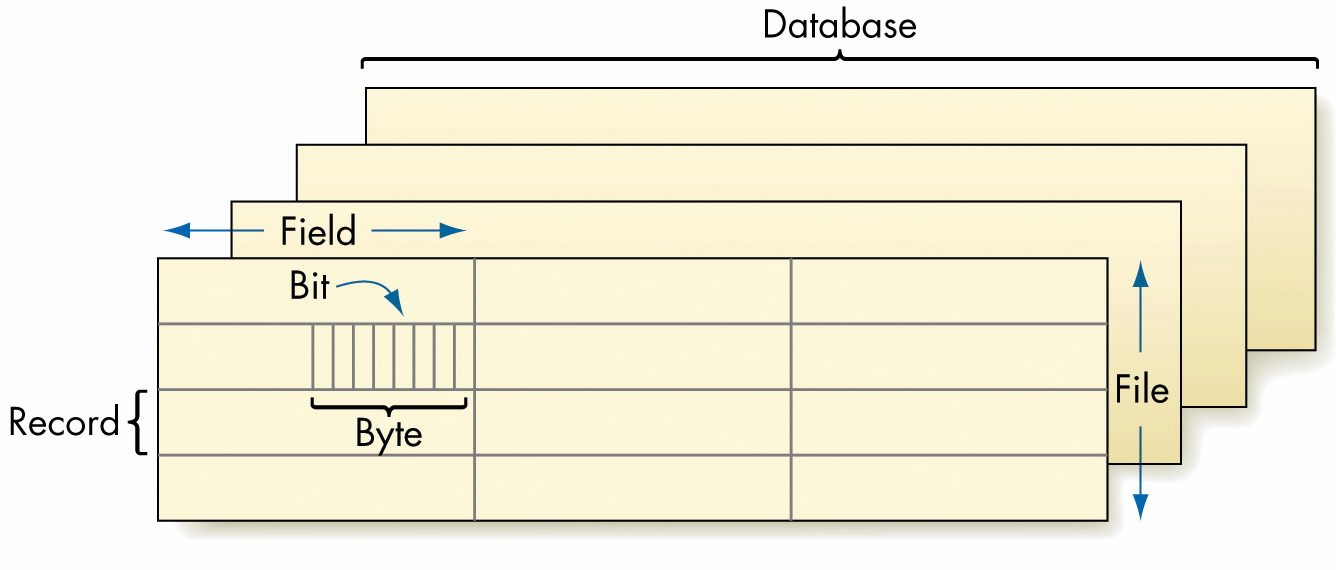 Database
Field
Bit
File
Record
Byte